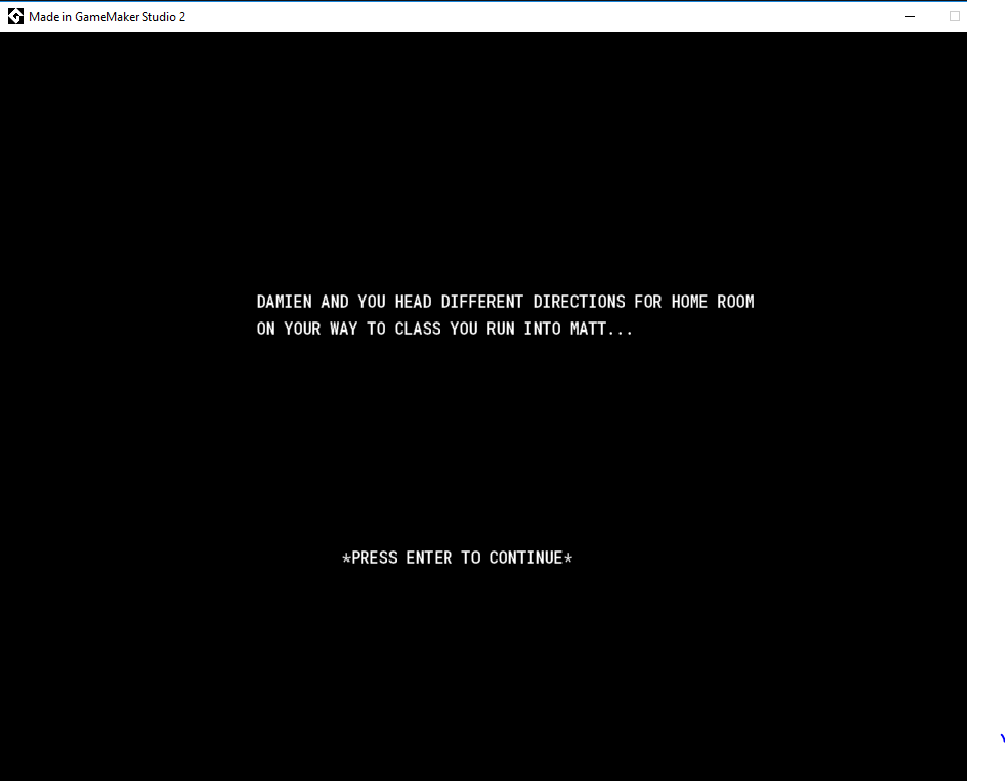 Made in GameMaker Studio 2
DAMIEN AND YOU HEAD DIFFERENT DIRECTIONS FOR HOME ROOM
ON YOUR WAY TO CLASS YOU RUN INTO MATT...
*PRESS ENTER TO CONTINUE*